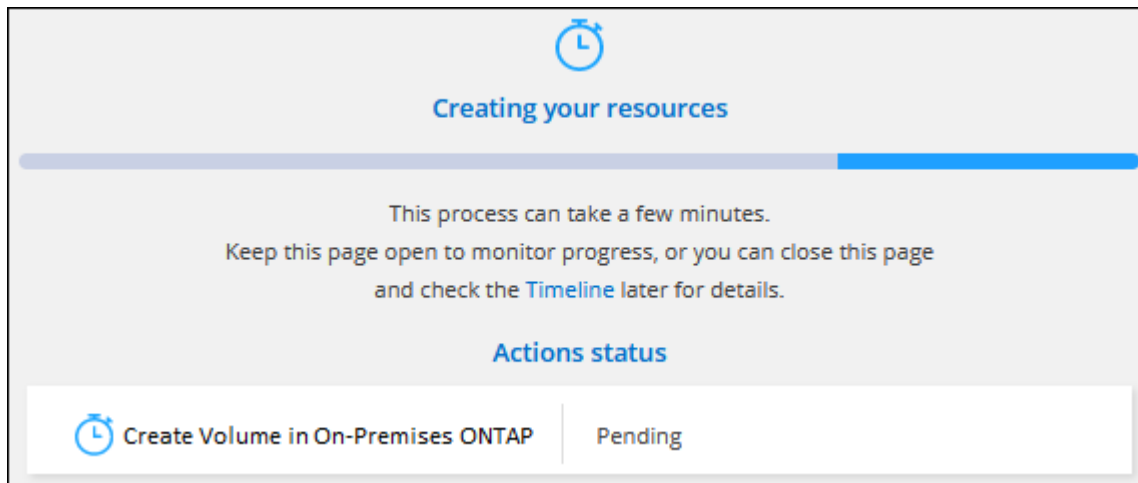 Creating your resources
This process can take a few minutes.
Keep this page open to monitor progress, or you can close this page
and check the Timeline later for details.
Actions status
Create Volume in On-Premises ONTAP
Pending